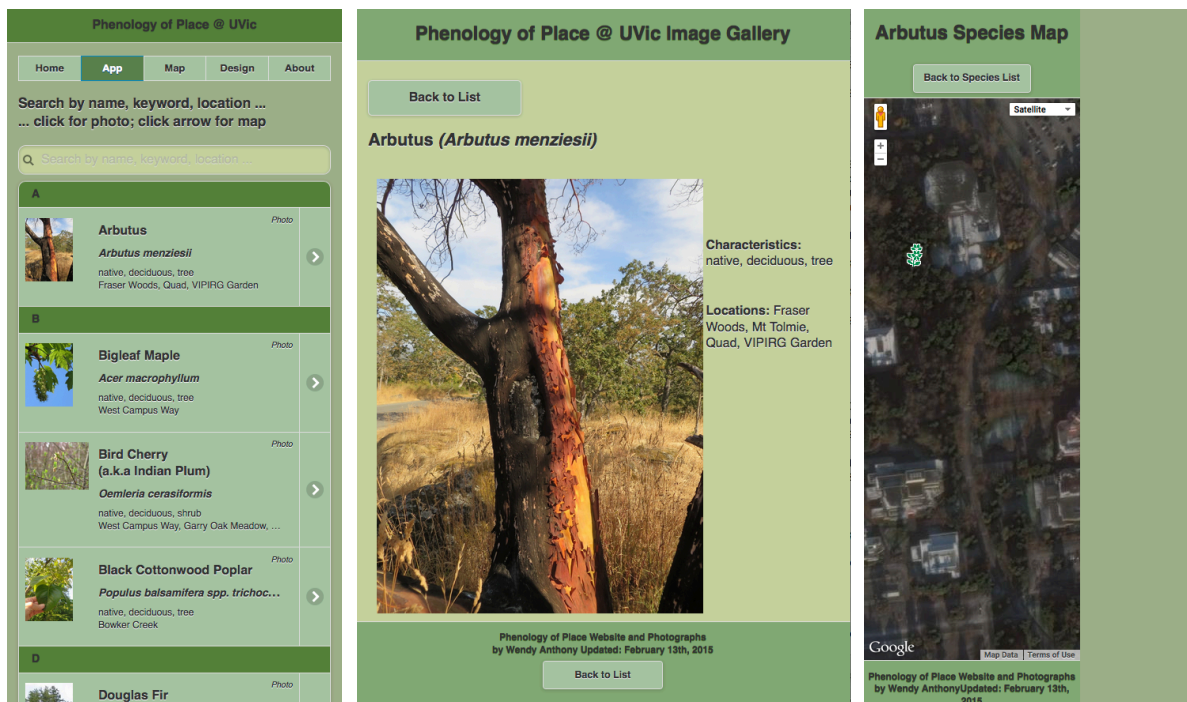 Phenology of Place @ UVic
Home App Map Design About
Search by name, keyword, location ...
... click for photo; click arrow for map
Search by name, keyword, location ...
A
Photo
Arbutus
Arbutus menziesii
native, deciduous, tree
Fraser Woods, Quad, VIPIRG Garden
B
Photo
Bigleaf Maple
Acer macrophyllum
native, deciduous, tree
West Campus Way
Photo
Bird Cherry
(a.k.a Indian Plum)
Oemleria cerasiformis
native, deciduous, shrub
West Campus Way, Garry Oak Meadow, ...
Photo
Black Cottonwood Poplar
Populus balsamifera spp. trichoc...
native, deciduous, tree
Bowker Creek
D
Photo
Douglas Fir
Phenology of Place @ UVic Image Gallery
Back to List
Arbutus (Arbutus menziesii)
Characteristics:
native, deciduous, tree
Locations: Fraser
Woods, Mt Tolmie,
Quad, VIPIRG Garden
Phenology of Place Website and Photographs
by Wendy Anthony Updated: February 13th, 2015
Back to List
Arbutus Species Map
Back to Species List
Satellite
+
−
Google
Map Data Terms of Use
Phenology of Place Website and Photographs
by Wendy AnthonyUpdated: February 13th,
2015